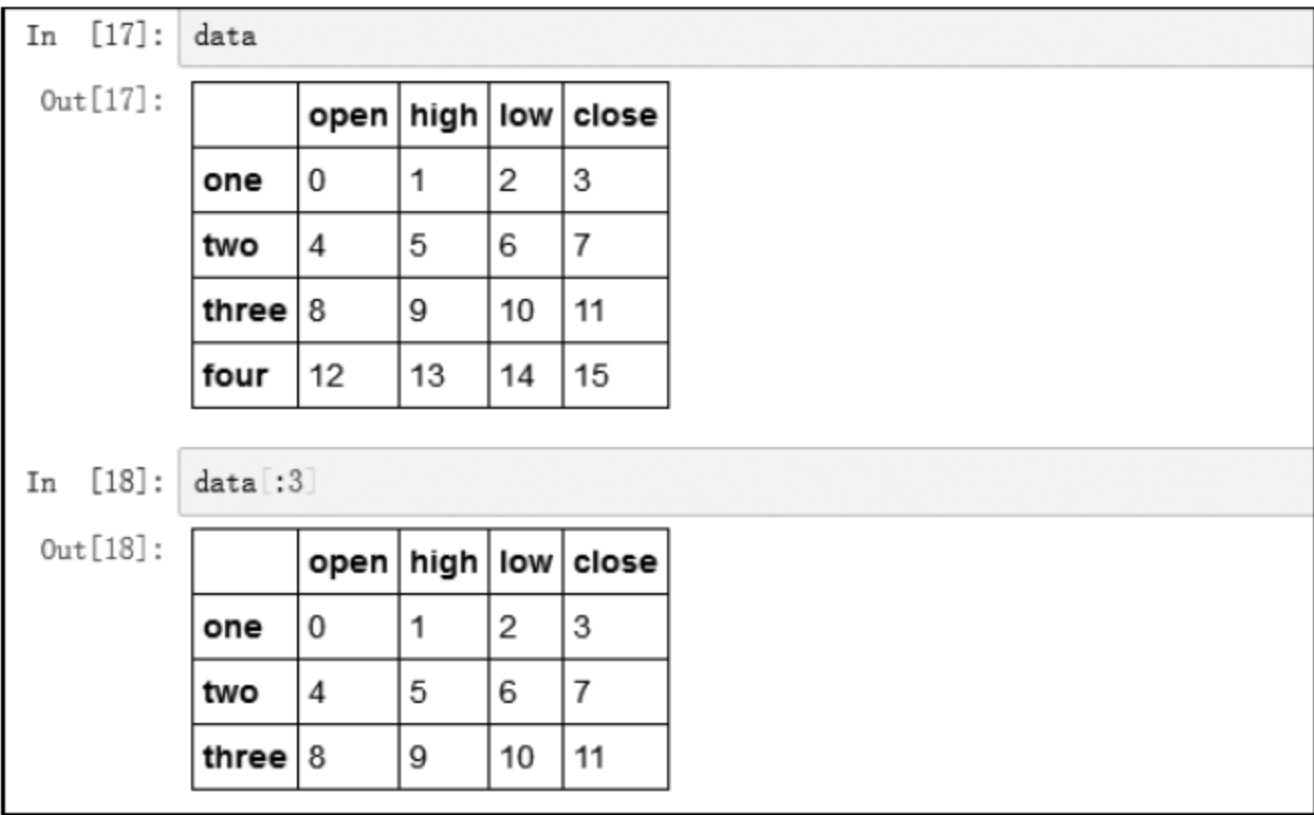 In [17]: data
Out[17]:
open high low close
one 0 1 2 3
two 4 5 6 7
three 8 9 10 11
four 12 13 14 15
In [18]: data[:3]
Out[18]:
open high low close
one 0 1 2 3
two 4 5 6 7
three 8 9 10 11